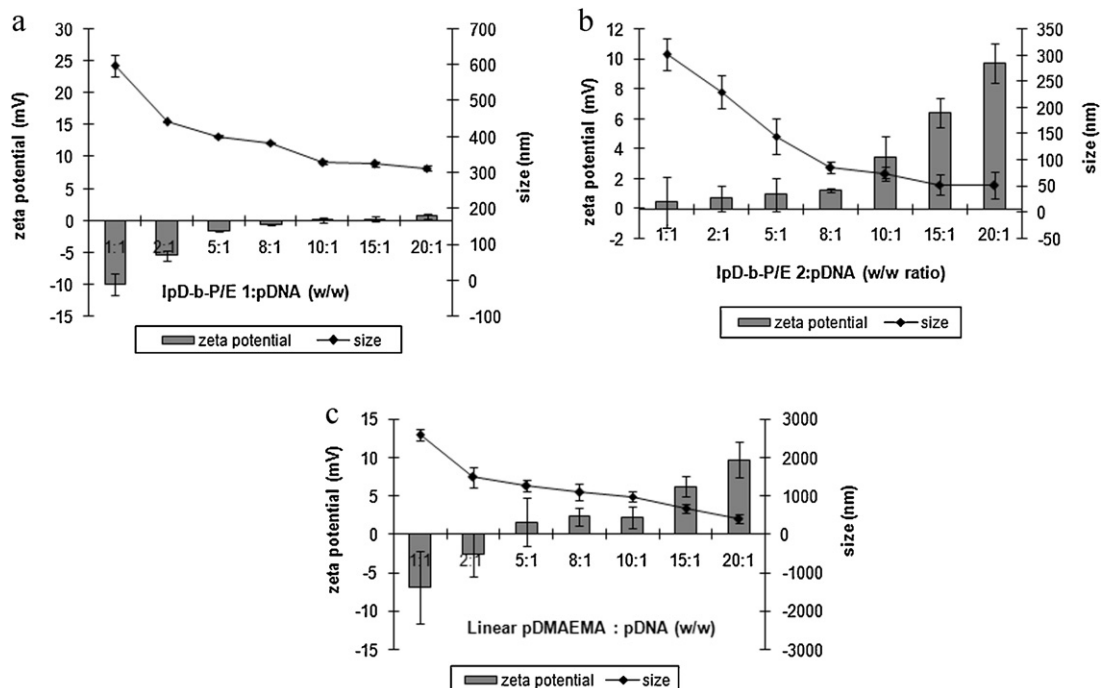 a
30
25
20
15
10
5
0
-5
-10
-15
zeta potential (mV)
700
600
500
400
300
200
100
0
-100
size (nm)
1:1 2:1 5:1 8:1 10:1 15:1 20:1
IpD-b-P/E 1:pDNA (w/w)
zeta potential size
b
12
10
8
6
4
2
0
-2
zeta potential (mV)
350
300
250
200
150
100
50
0
-50
size (nm)
1:1 2:1 5:1 8:1 10:1 15:1 20:1
IpD-b-P/E 2:pDNA (w/w ratio)
zeta potential size
c
15
10
5
0
-5
-10
-15
zeta potential (mV)
3000
2000
1000
0
-1000
-2000
-3000
size (nm)
1:1 2:1 5:1 8:1 10:1 15:1 20:1
Linear pDMAEMA : pDNA (w/w)
zeta potential size